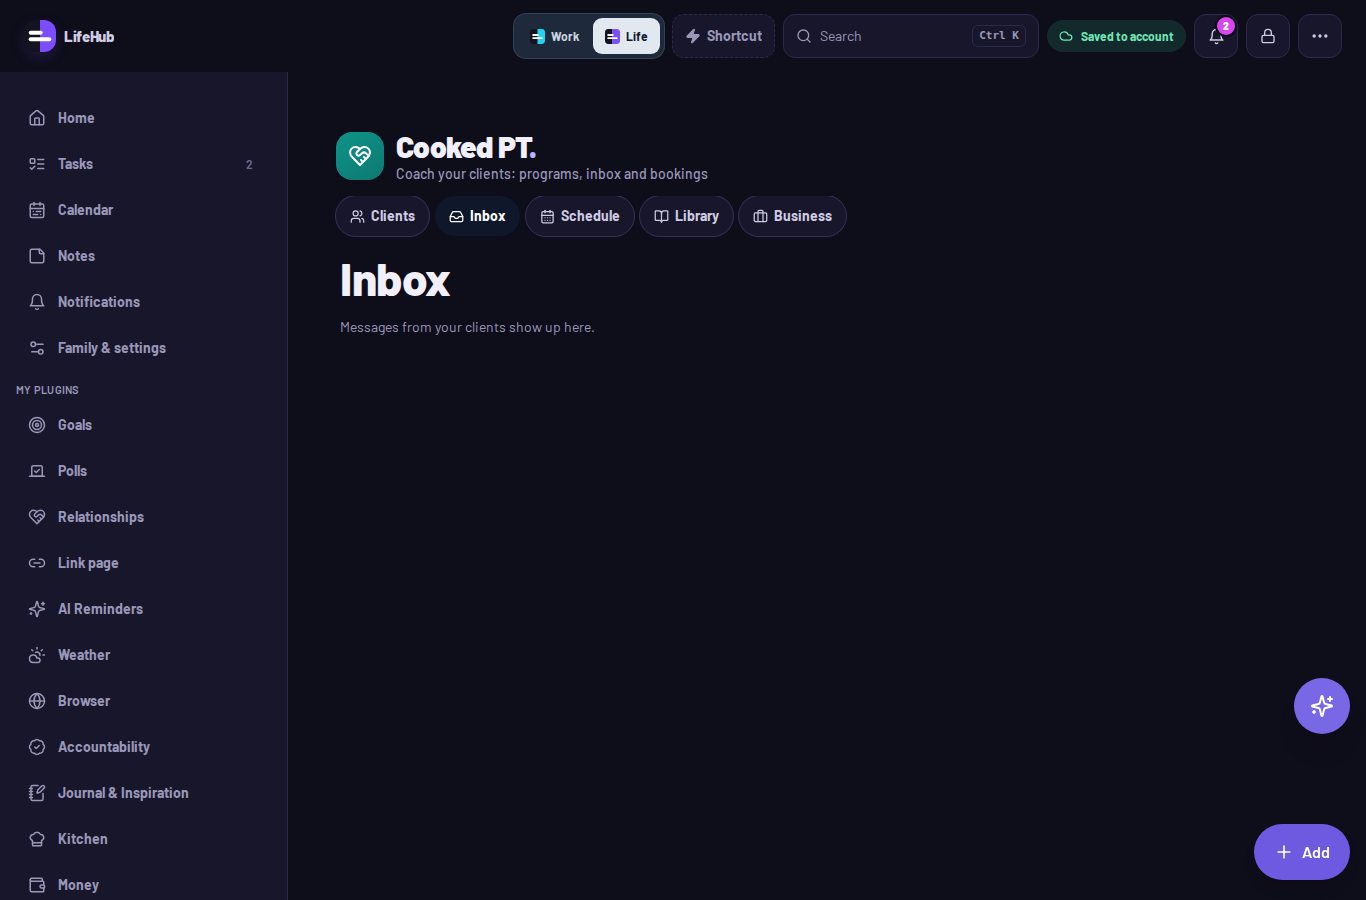 LifeHub
Work
Life
Shortcut
Search
Ctrl K
Saved to account
2
Home
Tasks
2
Calendar
Notes
Notifications
Family & settings
MY PLUGINS
Goals
Polls
Relationships
Link page
AI Reminders
Weather
Browser
Accountability
Journal & Inspiration
Kitchen
Money
Cooked PT.
Coach your clients: programs, inbox and bookings
Clients
Inbox
Schedule
Library
Business
Inbox
Messages from your clients show up here.
Add